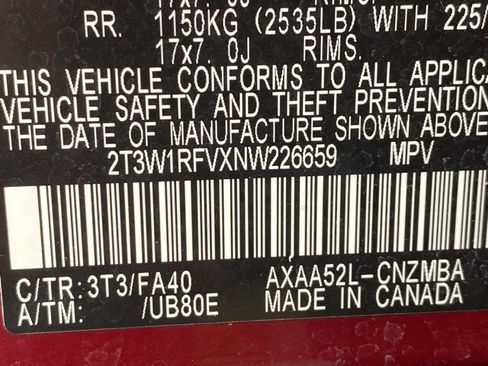 RR. 1150KG (2535LB) WITH 225/
17x7.0J RIMS.
THIS VEHICLE CONFORMS TO ALL APPLICA
VEHICLE SAFETY AND THEFT PREVENTION
THE DATE OF MANUFACTURE SHOWN ABOVE
2T3W1RFVXNW226659 MPV
C/TR: 3T3/FA40 AXAA52L-CNZMBA
A/TM: /UB80E MADE IN CANADA